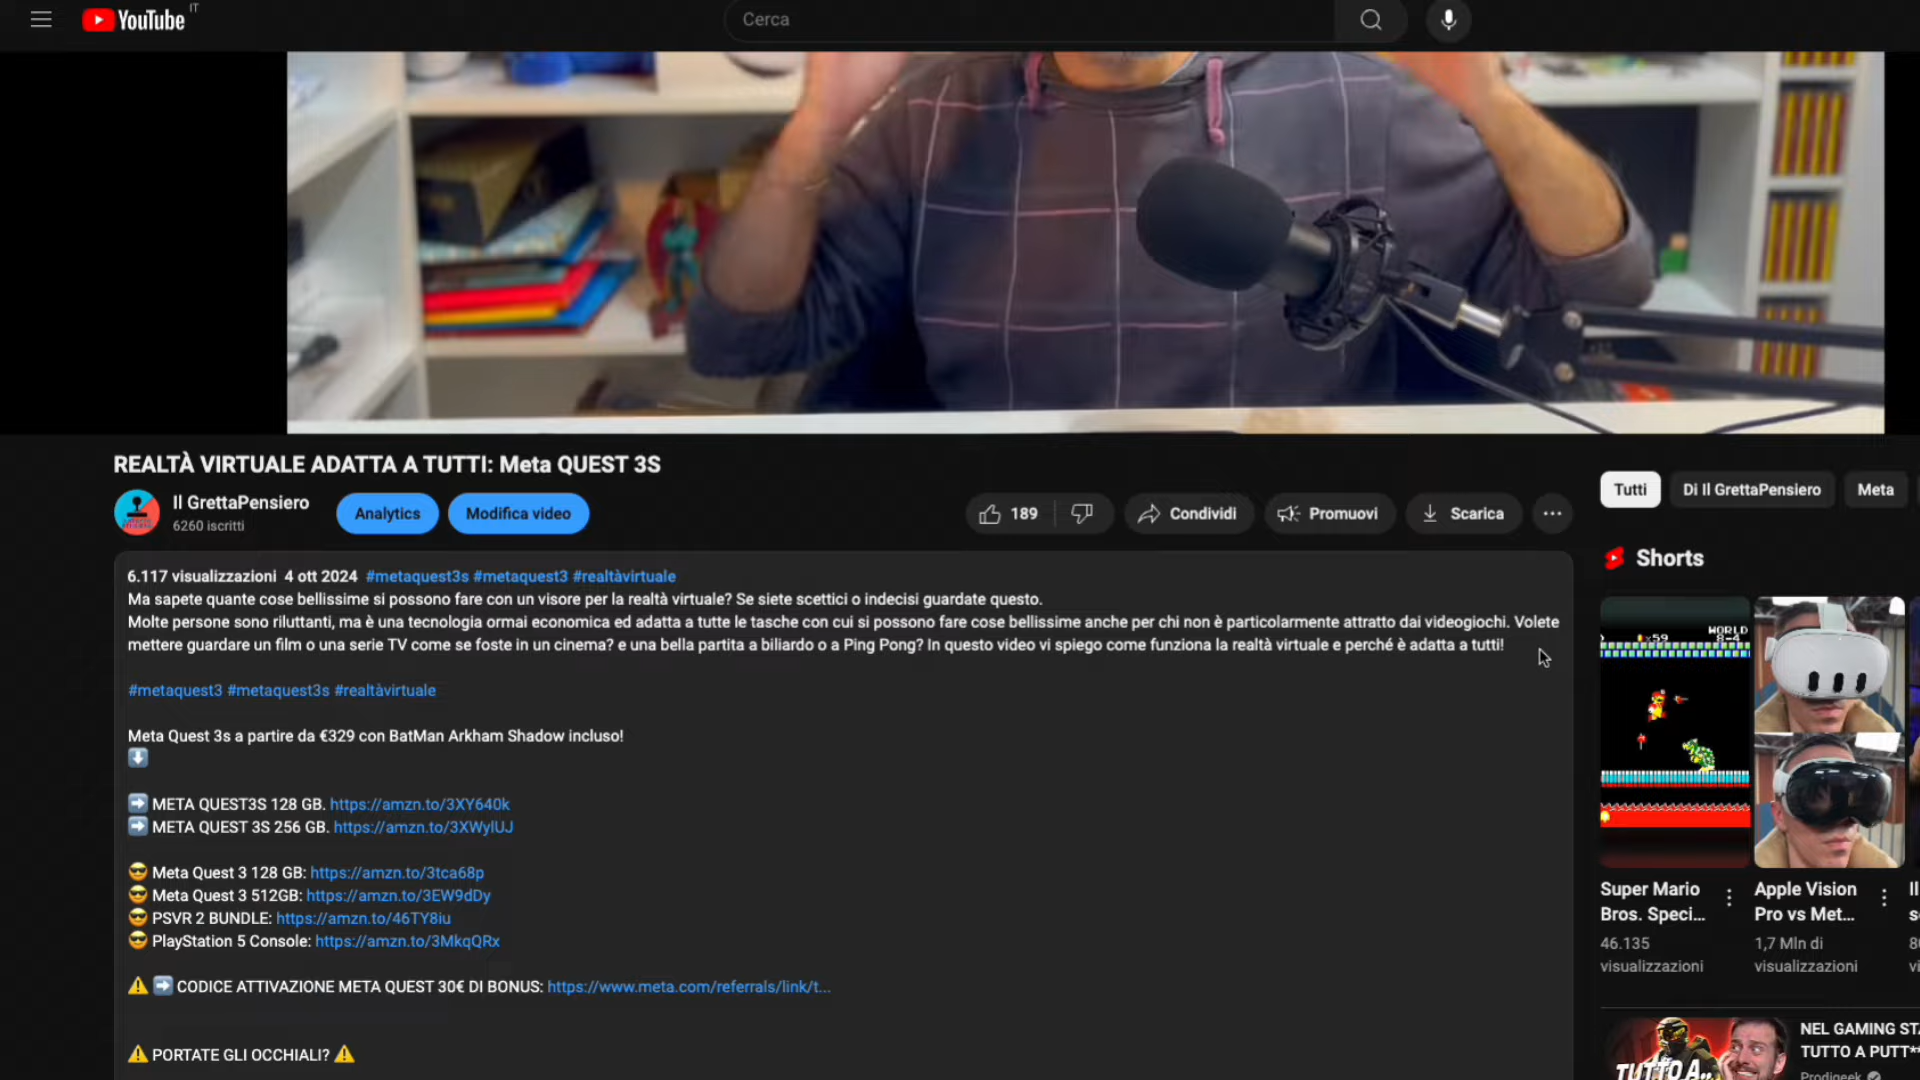 YouTube IT
Cerca
REALTÀ VIRTUALE ADATTA A TUTTI: Meta QUEST 3S
Il GrettaPensiero
6260 iscritti
Analytics
Modifica video
189
Condividi
Promuovi
Scarica
Tutti
Di Il GrettaPensiero
Meta
6.117 visualizzazioni 4 ott 2024 #metaquest3s #metaquest3 #realtàvirtuale
Ma sapete quante cose bellissime si possono fare con un visore per la realtà virtuale? Se siete scettici o indecisi guardate questo.
Molte persone sono riluttanti, ma è una tecnologia ormai economica ed adatta a tutte le tasche con cui si possono fare cose bellissime anche per chi non è particolarmente attratto dai videogiochi. Volete
mettere guardare un film o una serie TV come se foste in un cinema? e una bella partita a biliardo o a Ping Pong? In questo video vi spiego come funziona la realtà virtuale e perché è adatta a tutti!
#metaquest3 #metaquest3s #realtàvirtuale
Meta Quest 3s a partire da €329 con BatMan Arkham Shadow incluso!
⬇️
➡️ META QUEST3S 128 GB. https://amzn.to/3XY640k
➡️ META QUEST 3S 256 GB. https://amzn.to/3XWylUJ
😎 Meta Quest 3 128 GB: https://amzn.to/3tca68p
😎 Meta Quest 3 512GB: https://amzn.to/3EW9dDy
😎 PSVR 2 BUNDLE: https://amzn.to/46TY8iu
😎 PlayStation 5 Console: https://amzn.to/3MkqQRx
⚠️ ➡️ CODICE ATTIVAZIONE META QUEST 30€ DI BONUS: https://www.meta.com/referrals/link/t...
⚠️ PORTATE GLI OCCHIALI? ⚠️
Shorts
x59
WORLD
8-4
Super Mario
Bros. Speci...
46.135
visualizzazioni
Apple Vision
Pro vs Met...
1,7 Mln di
visualizzazioni
TUTTO A..
NEL GAMING STA
TUTTO A PUTT**
Prodigeek